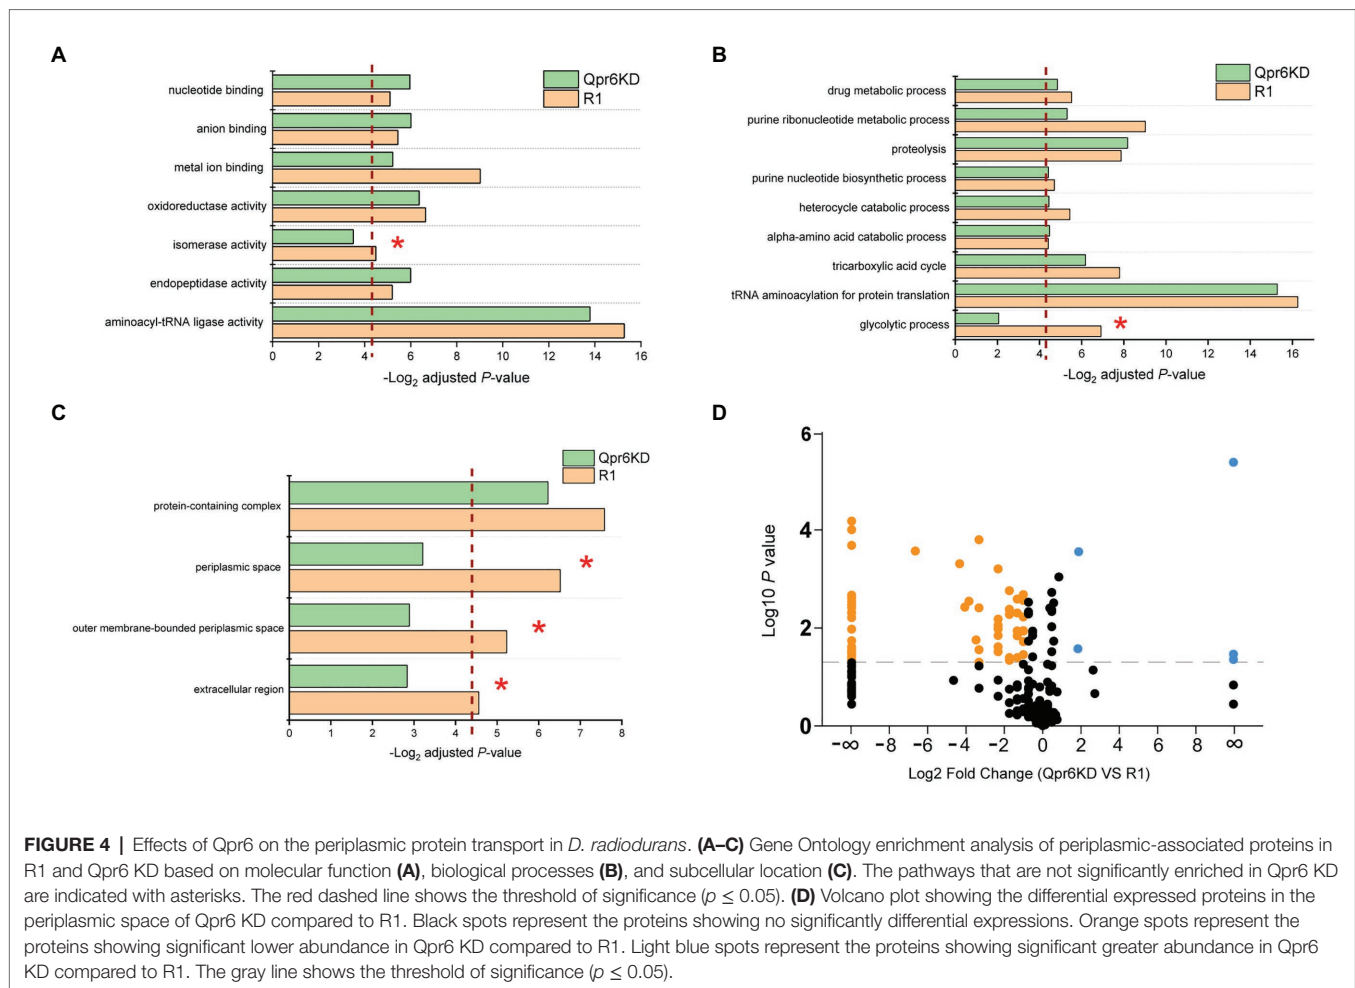 A
Qpr6KD
R1
nucleotide binding
anion binding
metal ion binding
oxidoreductase activity
isomerase activity
*
endopeptidase activity
aminoacyl-tRNA ligase activity
0 2 4 6 8 10 12 14 16
-Log2 adjusted P-value
B
Qpr6KD
R1
drug metabolic process
purine ribonucleotide metabolic process
proteolysis
purine nucleotide biosynthetic process
heterocycle catabolic process
alpha-amino acid catabolic process
tricarboxylic acid cycle
tRNA aminoacylation for protein translation
glycolytic process
*
0 2 4 6 8 10 12 14 16
-Log2 adjusted P-value
C
Qpr6KD
R1
protein-containing complex
periplasmic space
*
outer membrane-bounded periplasmic space
*
extracellular region
*
0 1 2 3 4 5 6 7 8
-Log2 adjusted P-value
D
6
4
2
0
Log10 P value
-∞ -8 -6 -4 -2 0 2 4 6 8 ∞
Log2 Fold Change (Qpr6KD VS R1)
FIGURE 4 | Effects of Qpr6 on the periplasmic protein transport in D. radiodurans. (A–C) Gene Ontology enrichment analysis of periplasmic-associated proteins in
R1 and Qpr6 KD based on molecular function (A), biological processes (B), and subcellular location (C). The pathways that are not significantly enriched in Qpr6 KD
are indicated with asterisks. The red dashed line shows the threshold of significance (p ≤ 0.05). (D) Volcano plot showing the differential expressed proteins in the
periplasmic space of Qpr6 KD compared to R1. Black spots represent the proteins showing no significantly differential expressions. Orange spots represent the
proteins showing significant lower abundance in Qpr6 KD compared to R1. Light blue spots represent the proteins showing significant greater abundance in Qpr6
KD compared to R1. The gray line shows the threshold of significance (p ≤ 0.05).